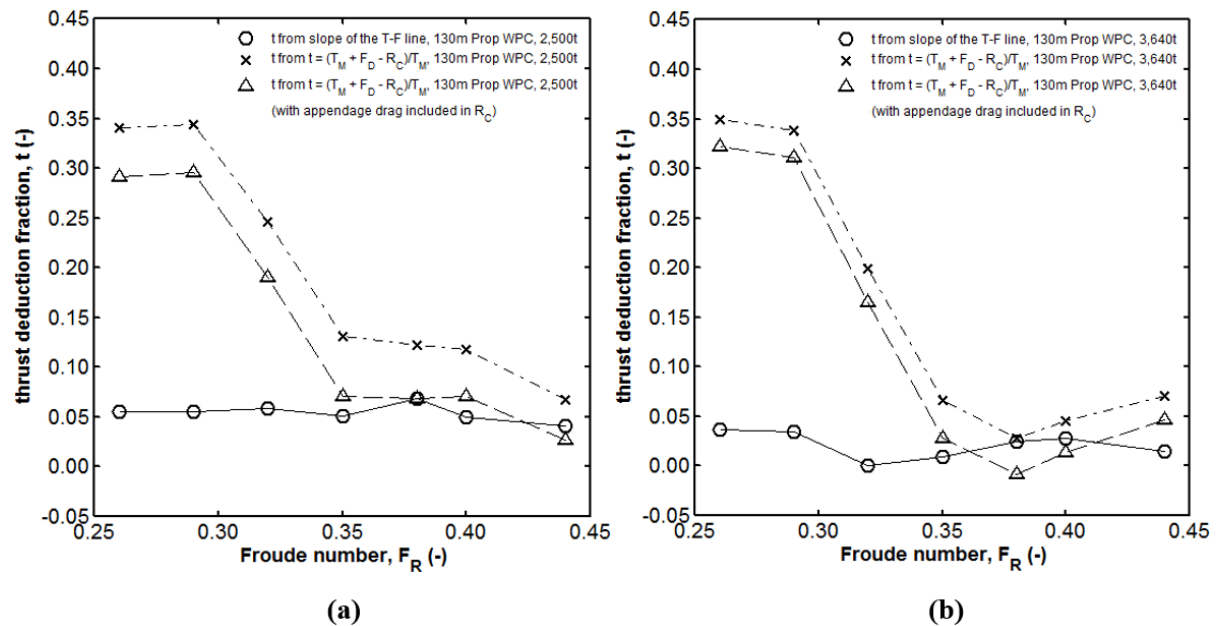 0.45
0.40
0.35
0.30
0.25
0.20
0.15
0.10
0.05
0.00
-0.05
thrust deduction fraction, t (-)
t from slope of the T-F line, 130m Prop WPC, 2,500t
t from t = (T_M + F_D - R_C)/T_M, 130m Prop WPC, 2,500t
t from t = (T_M + F_D - R_C)/T_M, 130m Prop WPC, 2,500t
(with appendage drag included in R_C)
0.25 0.30 0.35 0.40 0.45
Froude number, F_R (-)
(a)
0.45
0.40
0.35
0.30
0.25
0.20
0.15
0.10
0.05
0.00
-0.05
thrust deduction fraction, t (-)
t from slope of the T-F line, 130m Prop WPC, 3,640t
t from t = (T_M + F_D - R_C)/T_M, 130m Prop WPC, 3,640t
t from t = (T_M + F_D - R_C)/T_M, 130m Prop WPC, 3,640t
(with appendage drag included in R_C)
0.25 0.30 0.35 0.40 0.45
Froude number, F_R (-)
(b)